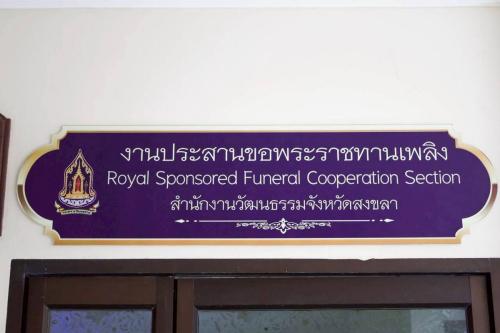 งานประสานขอพระราชทานเพลิง
Royal Sponsored Funeral Cooperation Section
สำนักงานวัฒนธรรมจังหวัดสงขลา